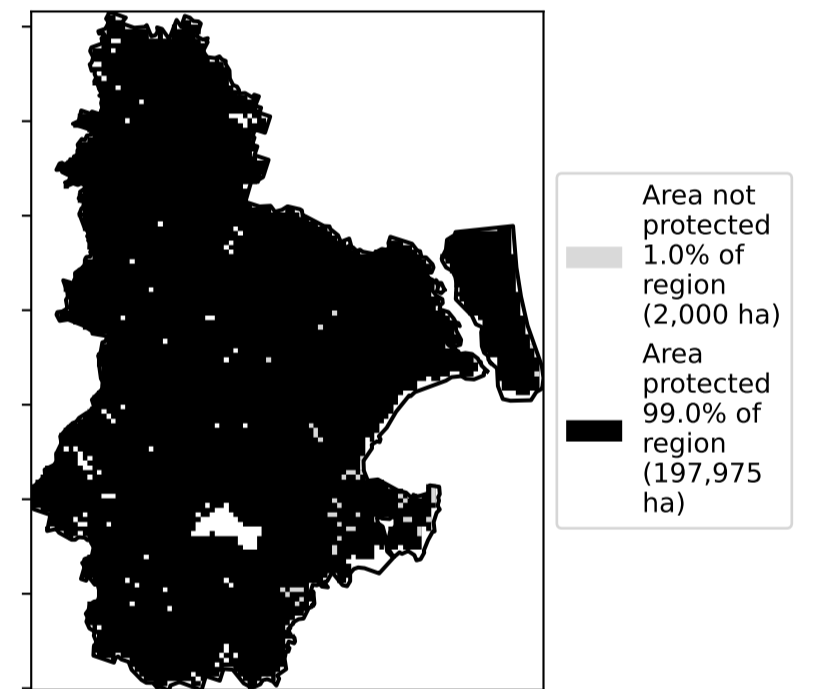 Area not
protected
1.0% of
region
(2,000 ha)
Area
protected
99.0% of
region
(197,975
ha)